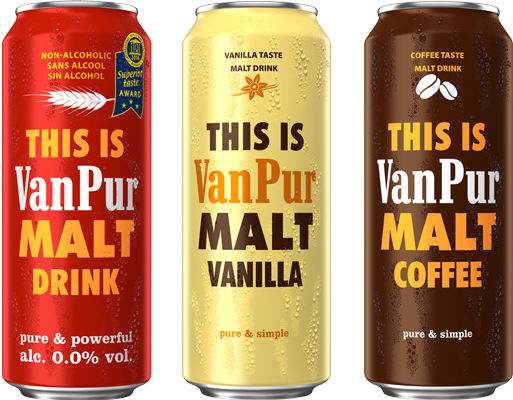 NON-ALCOHOLIC
SANS ALCOOL
SIN ALCOHOL
Superior
taste
AWARD
THIS IS
VanPur
MALT
DRINK
pure & powerful
alc. 0.0% vol.
VANILLA TASTE
MALT DRINK
THIS IS
VanPur
MALT
VANILLA
pure & simple
COFFEE TASTE
MALT DRINK
THIS IS
VanPur
MALT
COFFEE
pure & simple